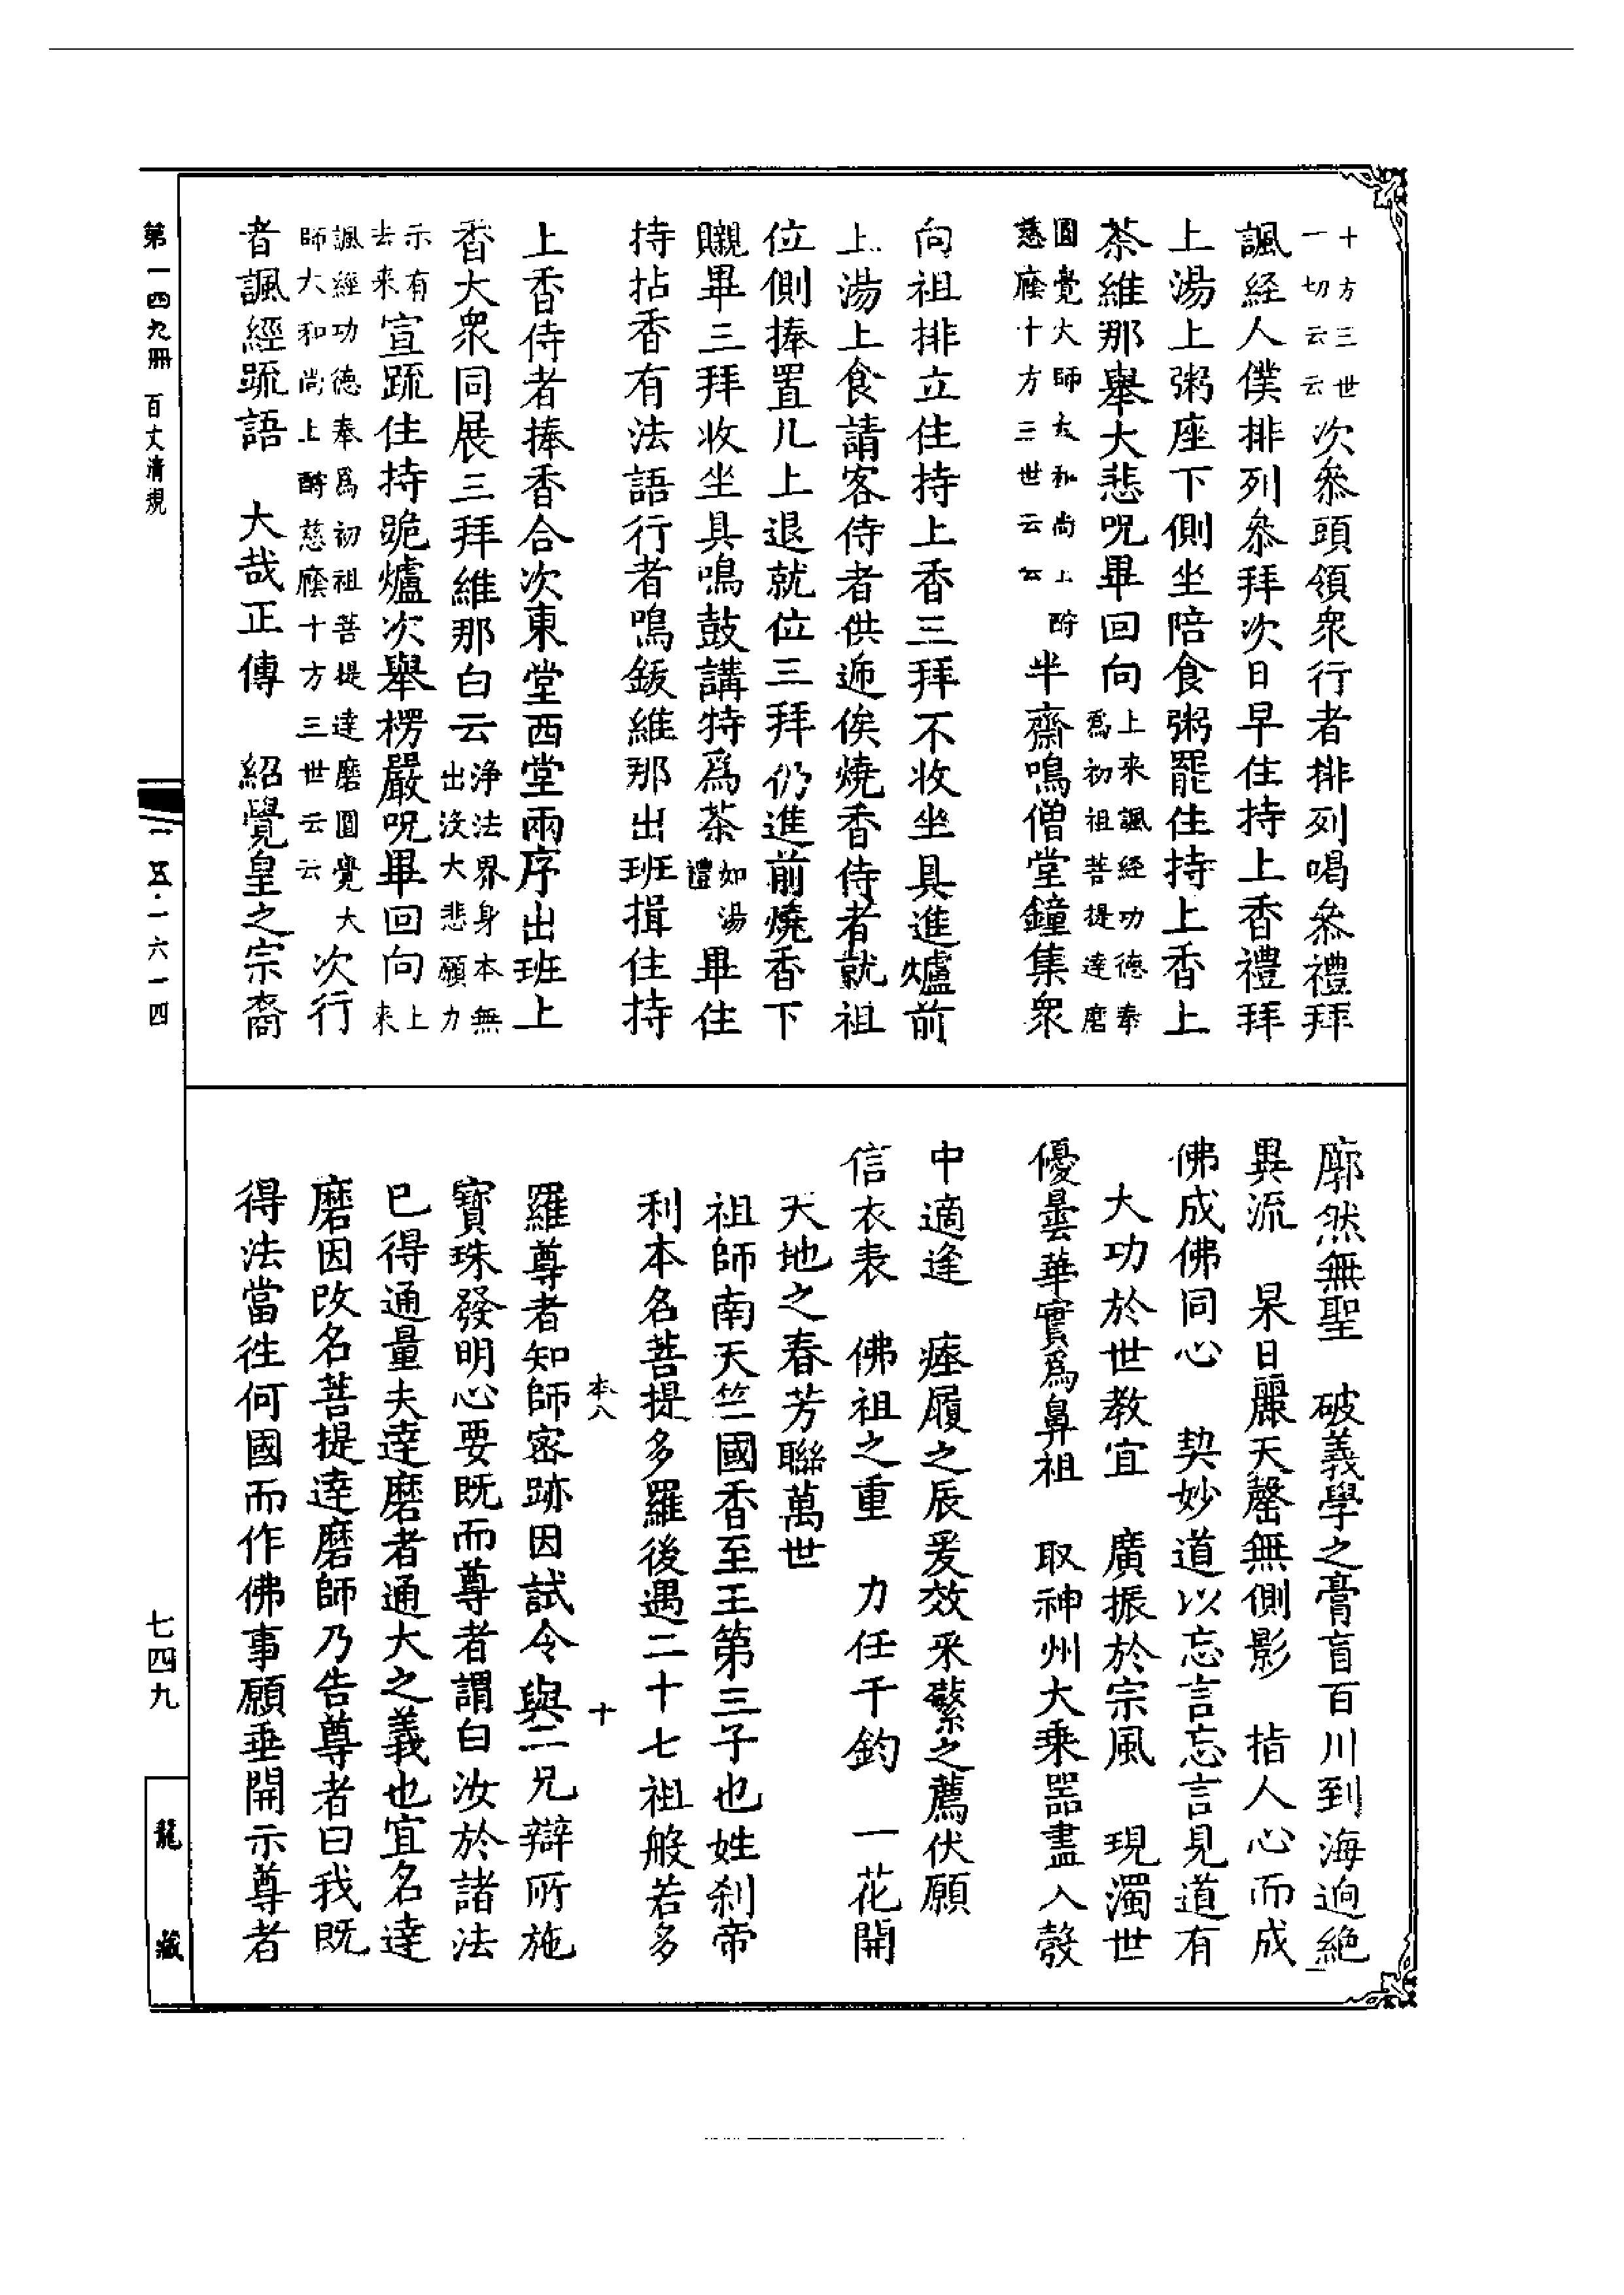 十方三世一切云云次叅頭領衆行者排列喝叅禮拜
諷經人僕排列叅拜次日早住持上香禮拜
上湯上粥座下側坐陪食粥罷住持上香上
茶維那舉大悲呪畢回向上來諷經功德奉爲初祖菩提達磨
圓覺大師大和尚上酧慈廕十方三世云云半齋鳴僧堂鐘集衆
向祖排立住持上香三拜不收坐具進爐前
上湯上食請客侍者供遞俟燒香侍者就祖
位側捧置几上退就位三拜仍進前燒香下
䞋畢三拜收坐具鳴鼓講特爲茶如湯禮畢住
持拈香有法語行者鳴鈸維那出班揖住持
上香侍者捧香合次東堂西堂兩序出班上
香大衆同展三拜維那白云淨法界身本無出沒大悲願力
示有去來宣疏住持跪爐次舉楞嚴呪畢回向上來
諷經功德奉爲初祖菩提達磨圓覺大師大和尚上酧慈廕十方三世云云次行
者諷經疏語　大哉正傳　紹覺皇之宗裔
廓然無聖　破義學之膏肓百川到海迥絶
異流　杲日麗天罄無側影　指人心而成
佛成佛同心　契妙道以忘言忘言見道有
大功於世教宜　廣振於宗風　現濁世
優曇華實爲鼻祖　取神州大乘器盡入彀
中適逢　瘞履之辰爰效采蘩之薦伏願
信衣表　佛祖之重　力任千鈞　一花開
天地之春芳聯萬世
祖師南天竺國香至王第三子也姓刹帝
利本名菩提多羅後遇二十七祖般若多
本八　十
羅尊者知師密跡因試令與二兄辯所施
寶珠發明心要既而尊者謂曰汝於諸法
已得通量夫達磨者通大之義也宜名達
磨因改名菩提達磨師乃告尊者曰我既
得法當往何國而作佛事願垂開示尊者
第一四九冊　百丈清規
一一五·一六一四
七四九
龍藏